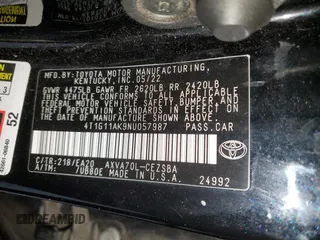 MFD.BY:TOYOTA MOTOR MANUFACTURING,
KENTUCKY,INC.05/22
GVWR 4475LB GAWR FR 2620LB RR 2420LB
THIS VEHICLE CONFORMS TO ALL APPLICABLE
FEDERAL MOTOR VEHICLE SAFETY, BUMPER, AND
THEFT PREVENTION STANDARDS IN EFFECT ON
THE DATE OF MANUFACTURE SHOWN ABOVE.
4T1G11AK9NU057987 PASS.CAR
C/TR:218/EA20 AXVA70L-CEZSBA
A/TM: /UB80E MADE IN U.S.A.
24992
TOYOTA
52